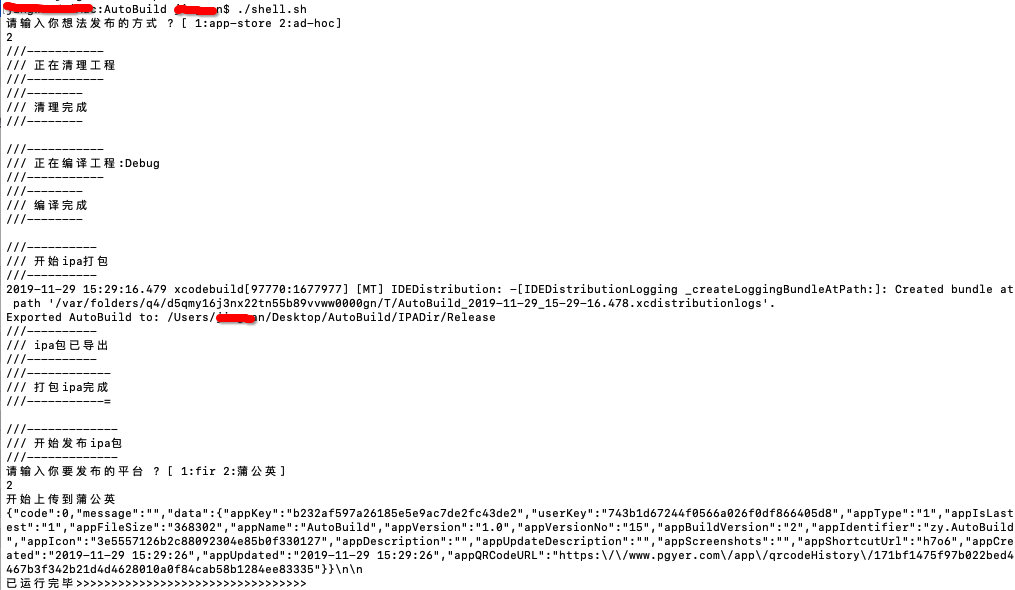 :AutoBuild $ ./shell.sh
请输入你想法发布的方式 ? [ 1:app-store 2:ad-hoc]
2
///-----------
/// 正在清理工程
///-----------
///--------
/// 清理完成
///--------
///-----------
/// 正在编译工程:Debug
///-----------
///--------
/// 编译完成
///--------
///----------
/// 开始ipa打包
///----------
2019-11-29 15:29:16.479 xcodebuild[97770:1677977] [MT] IDEDistribution: -[IDEDistributionLogging _createLoggingBundleAtPath:]: Created bundle at
path '/var/folders/q4/d5qmy16j3nx22tn55b89vvww0000gn/T/AutoBuild_2019-11-29_15-29-16.478.xcdistributionlogs'.
Exported AutoBuild to: /Users/ n/Desktop/AutoBuild/IPADir/Release
///----------
/// ipa包已导出
///----------
///------------
/// 打包ipa完成
///-----------=
///-------------
/// 开始发布ipa包
///-------------
请输入你要发布的平台 ? [ 1:fir 2:蒲公英]
2
开始上传到蒲公英
{"code":0,"message":"","data":{"appKey":"b232af597a26185e5e9ac7de2fc43de2","userKey":"743b1d67244f0566a026f0df866405d8","appType":"1","appIsLast
est":"1","appFileSize":"368302","appName":"AutoBuild","appVersion":"1.0","appVersionNo":"15","appBuildVersion":"2","appIdentifier":"zy.AutoBuild
","appIcon":"3e5557126b2c88092304e85b0f330127","appDescription":"","appUpdateDescription":"","appScreenshots":"","appShortcutUrl":"h7o6","appCre
ated":"2019-11-29 15:29:26","appUpdated":"2019-11-29 15:29:26","appQRCodeURL":"https:\/\/www.pgyer.com\/app\/qrcodeHistory\/171bf1475f97b022bed4
467b3f342b21d4d4628010a0f84cab58b1284ee83335"}}\n\n
已运行完毕>>>>>>>>>>>>>>>>>>>>>>>>>>>>>>>>>